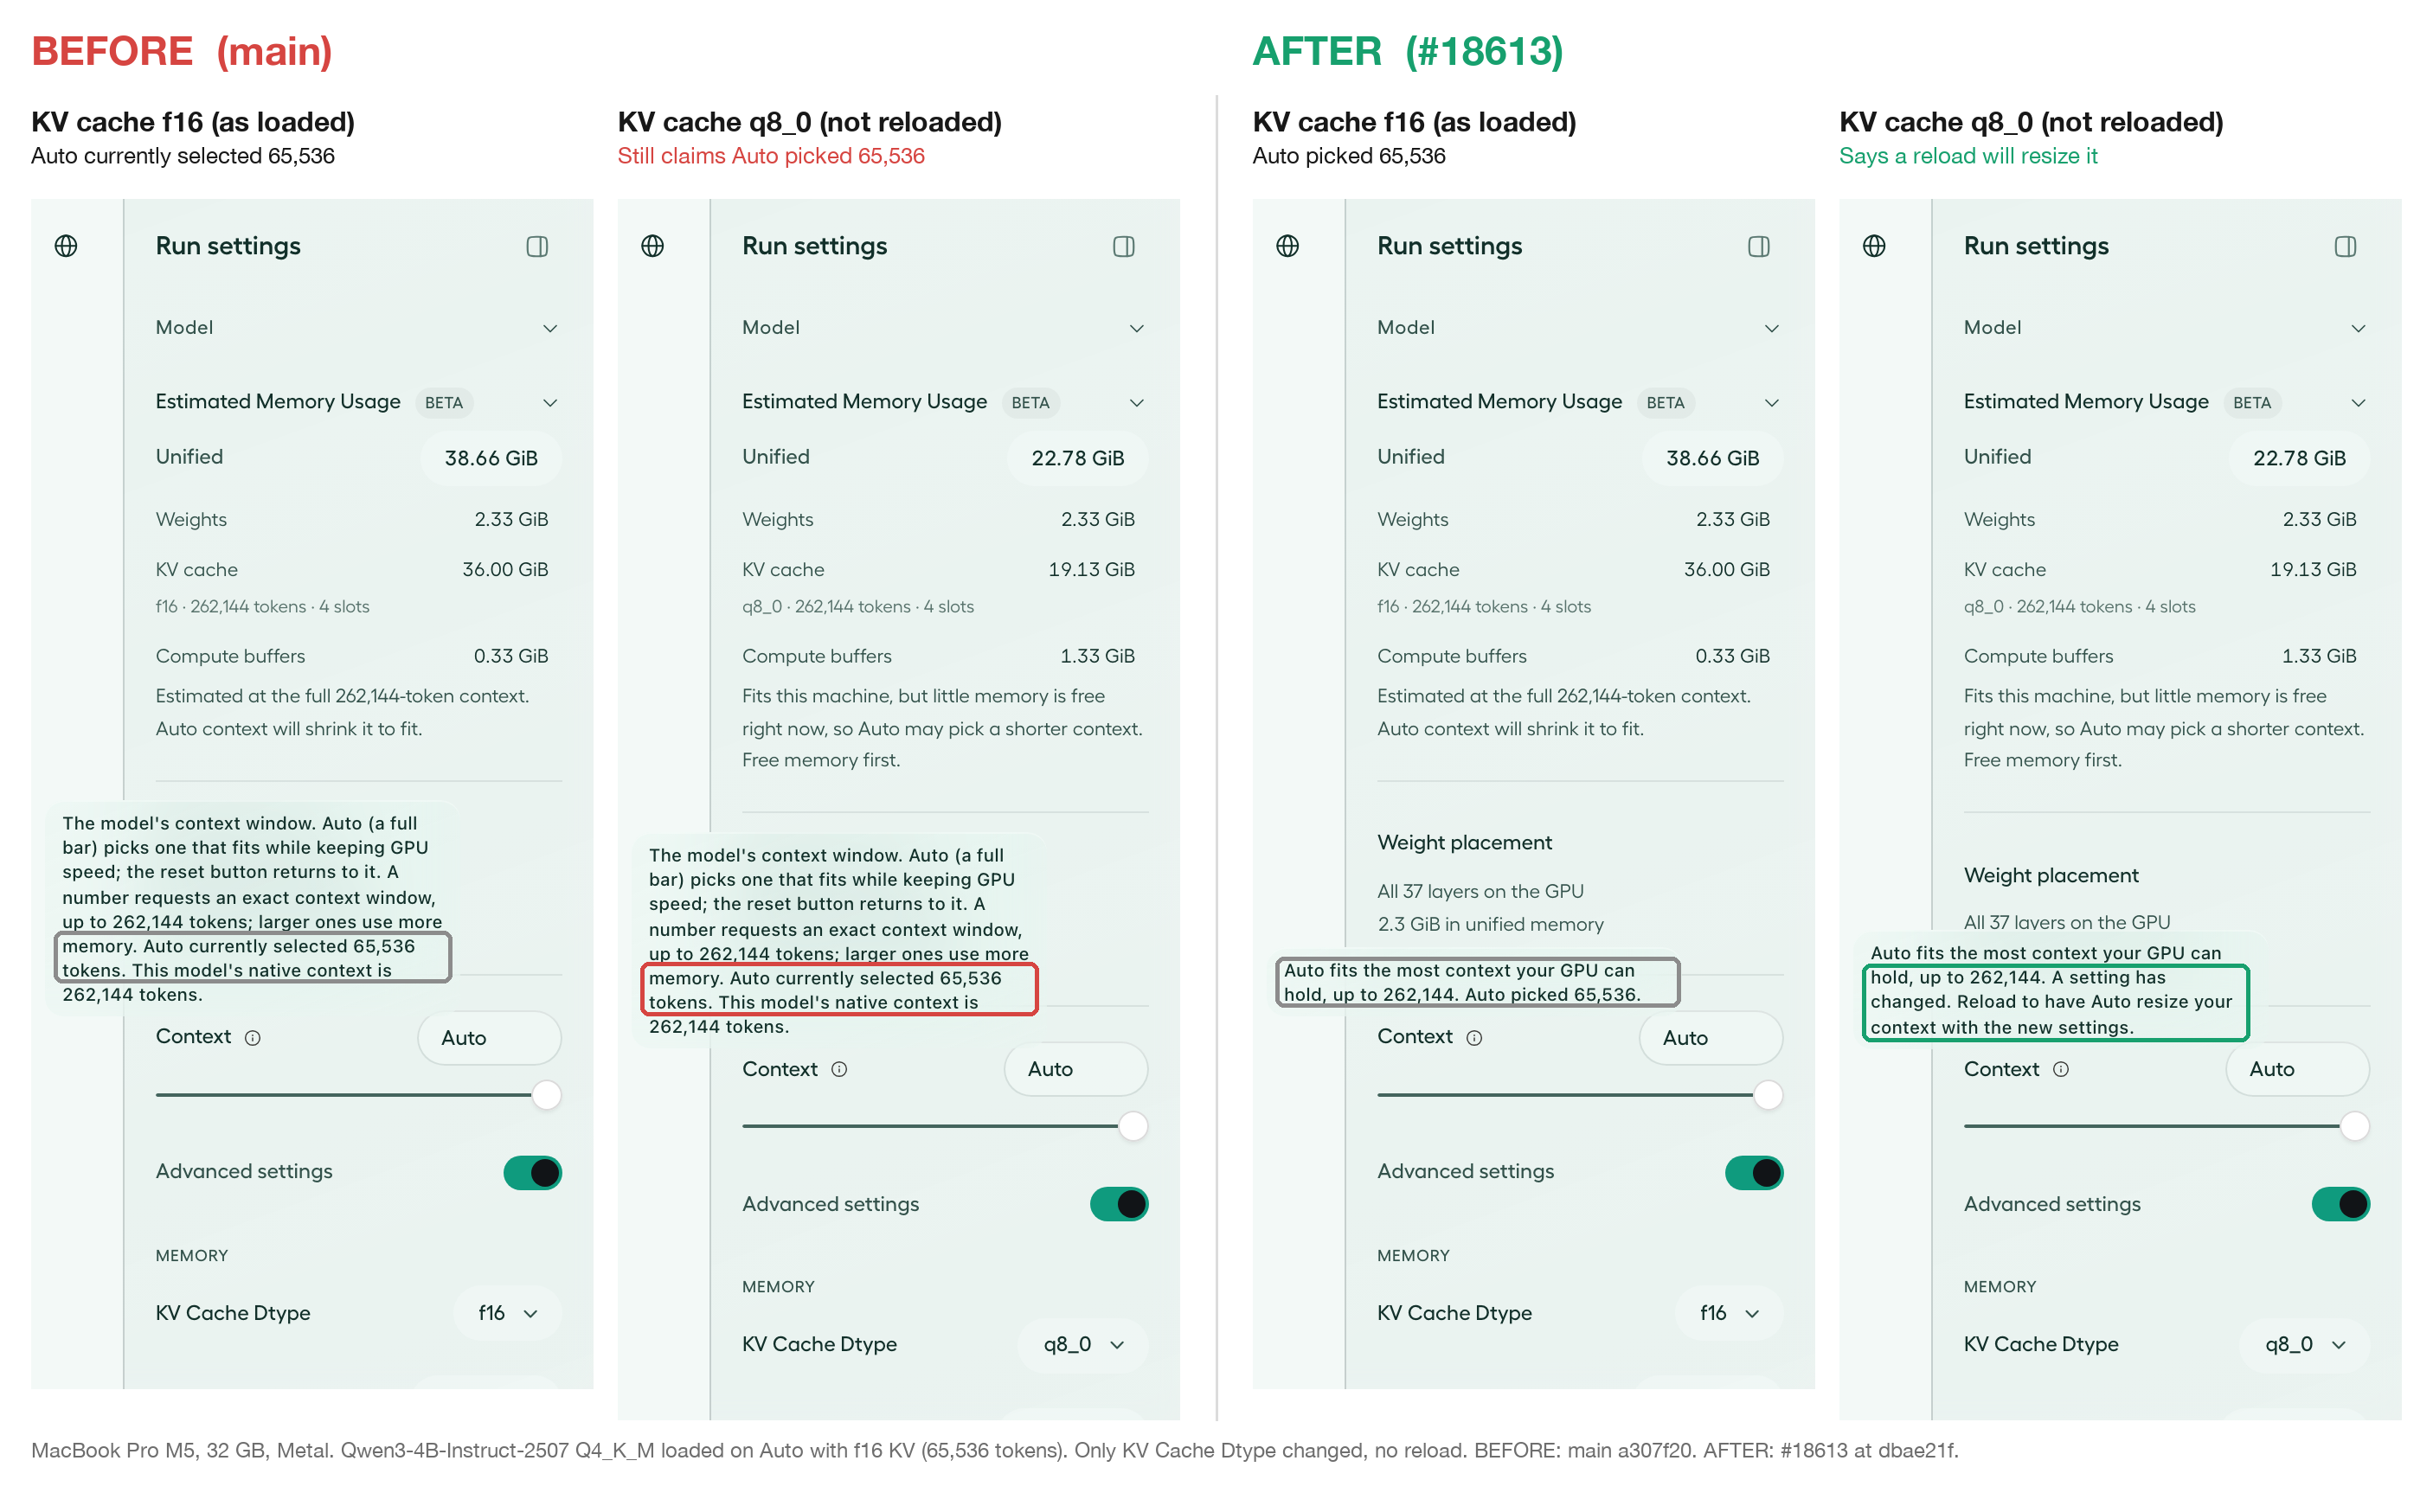 BEFORE (main)
KV cache f16 (as loaded)
Auto currently selected 65,536
Run settings
Model
Estimated Memory Usage BETA
Unified 38.66 GiB
Weights 2.33 GiB
KV cache 36.00 GiB
f16 · 262,144 tokens · 4 slots
Compute buffers 0.33 GiB
Estimated at the full 262,144-token context.
Auto context will shrink it to fit.
The model's context window. Auto (a full
bar) picks one that fits while keeping GPU
speed; the reset button returns to it. A
number requests an exact context window,
up to 262,144 tokens; larger ones use more
memory. Auto currently selected 65,536
tokens. This model's native context is
262,144 tokens.
Context Auto
Advanced settings
MEMORY
KV Cache Dtype f16
KV cache q8_0 (not reloaded)
Still claims Auto picked 65,536
Run settings
Model
Estimated Memory Usage BETA
Unified 22.78 GiB
Weights 2.33 GiB
KV cache 19.13 GiB
q8_0 · 262,144 tokens · 4 slots
Compute buffers 1.33 GiB
Fits this machine, but little memory is free
right now, so Auto may pick a shorter context.
Free memory first.
The model's context window. Auto (a full
bar) picks one that fits while keeping GPU
speed; the reset button returns to it. A
number requests an exact context window,
up to 262,144 tokens; larger ones use more
memory. Auto currently selected 65,536
tokens. This model's native context is
262,144 tokens.
Context Auto
Advanced settings
MEMORY
KV Cache Dtype q8_0
AFTER (#18613)
KV cache f16 (as loaded)
Auto picked 65,536
Run settings
Model
Estimated Memory Usage BETA
Unified 38.66 GiB
Weights 2.33 GiB
KV cache 36.00 GiB
f16 · 262,144 tokens · 4 slots
Compute buffers 0.33 GiB
Estimated at the full 262,144-token context.
Auto context will shrink it to fit.
Weight placement
All 37 layers on the GPU
2.3 GiB in unified memory
Auto fits the most context your GPU can
hold, up to 262,144. Auto picked 65,536.
Context Auto
Advanced settings
MEMORY
KV Cache Dtype f16
KV cache q8_0 (not reloaded)
Says a reload will resize it
Run settings
Model
Estimated Memory Usage BETA
Unified 22.78 GiB
Weights 2.33 GiB
KV cache 19.13 GiB
q8_0 · 262,144 tokens · 4 slots
Compute buffers 1.33 GiB
Fits this machine, but little memory is free
right now, so Auto may pick a shorter context.
Free memory first.
Weight placement
All 37 layers on the GPU
Auto fits the most context your GPU can
hold, up to 262,144. A setting has
changed. Reload to have Auto resize your
context with the new settings.
Context Auto
Advanced settings
MEMORY
KV Cache Dtype q8_0
MacBook Pro M5, 32 GB, Metal. Qwen3-4B-Instruct-2507 Q4_K_M loaded on Auto with f16 KV (65,536 tokens). Only KV Cache Dtype changed, no reload. BEFORE: main a307f20. AFTER: #18613 at dbae21f.